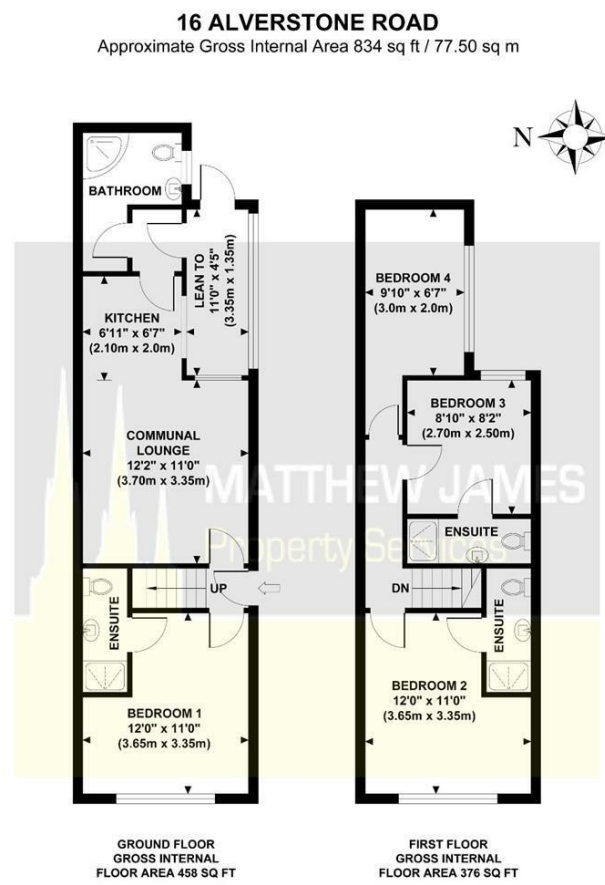 16 ALVERSTONE ROAD
Approximate Gross Internal Area 834 sq ft / 77.50 sq m
N
BATHROOM
LEAN TO
11'0" x 4'5"
(3.35m x 1.35m)
KITCHEN
6'11" x 6'7"
(2.10m x 2.0m)
COMMUNAL
LOUNGE
12'2" x 11'0"
(3.70m x 3.35m)
UP
ENSUITE
BEDROOM 1
12'0" x 11'0"
(3.65m x 3.35m)
GROUND FLOOR
GROSS INTERNAL
FLOOR AREA 458 SQ FT
BEDROOM 4
9'10" x 6'7"
(3.0m x 2.0m)
BEDROOM 3
8'10" x 8'2"
(2.70m x 2.50m)
ENSUITE
DN
ENSUITE
BEDROOM 2
12'0" x 11'0"
(3.65m x 3.35m)
FIRST FLOOR
GROSS INTERNAL
FLOOR AREA 376 SQ FT
MATTHEW JAMES
Property Services